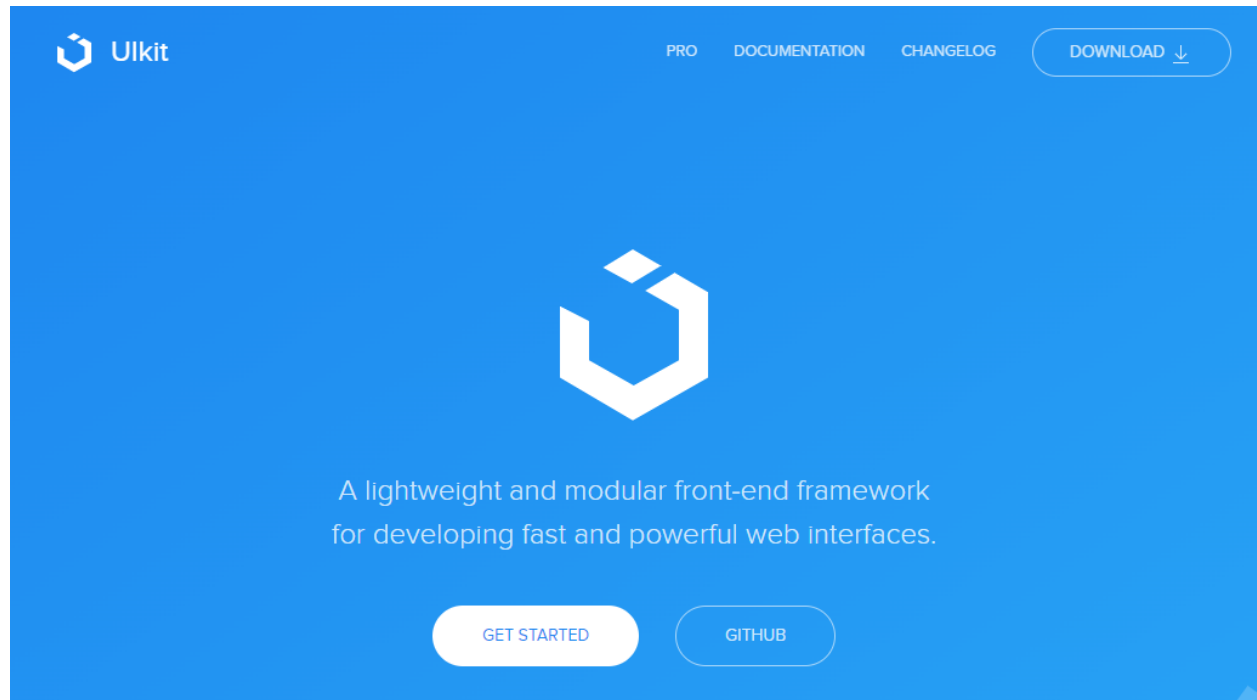 UIkit
PRO DOCUMENTATION CHANGELOG DOWNLOAD
A lightweight and modular front-end framework
for developing fast and powerful web interfaces.
GET STARTED GITHUB